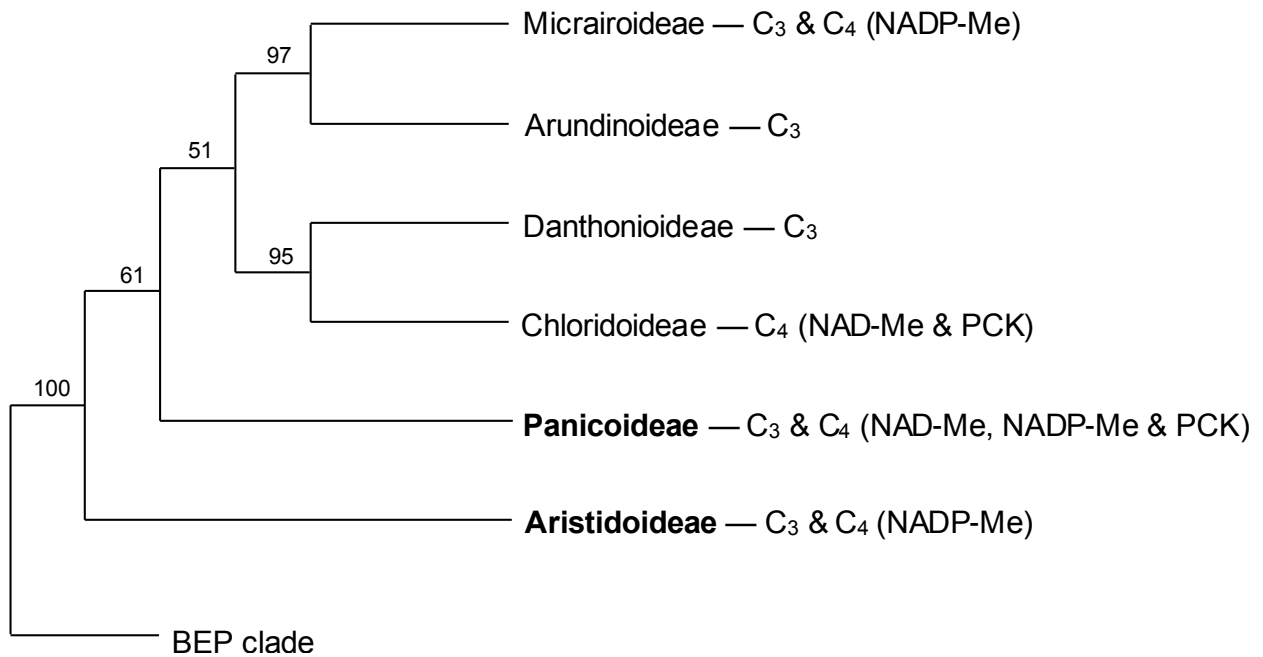 Micrairoideae — C₃ & C₄ (NADP-Me)
97
Arundinoideae — C₃
51
Danthonioideae — C₃
95
61
Chloridoideae — C₄ (NAD-Me & PCK)
100
Panicoideae — C₃ & C₄ (NAD-Me, NADP-Me & PCK)
Aristidoideae — C₃ & C₄ (NADP-Me)
BEP clade